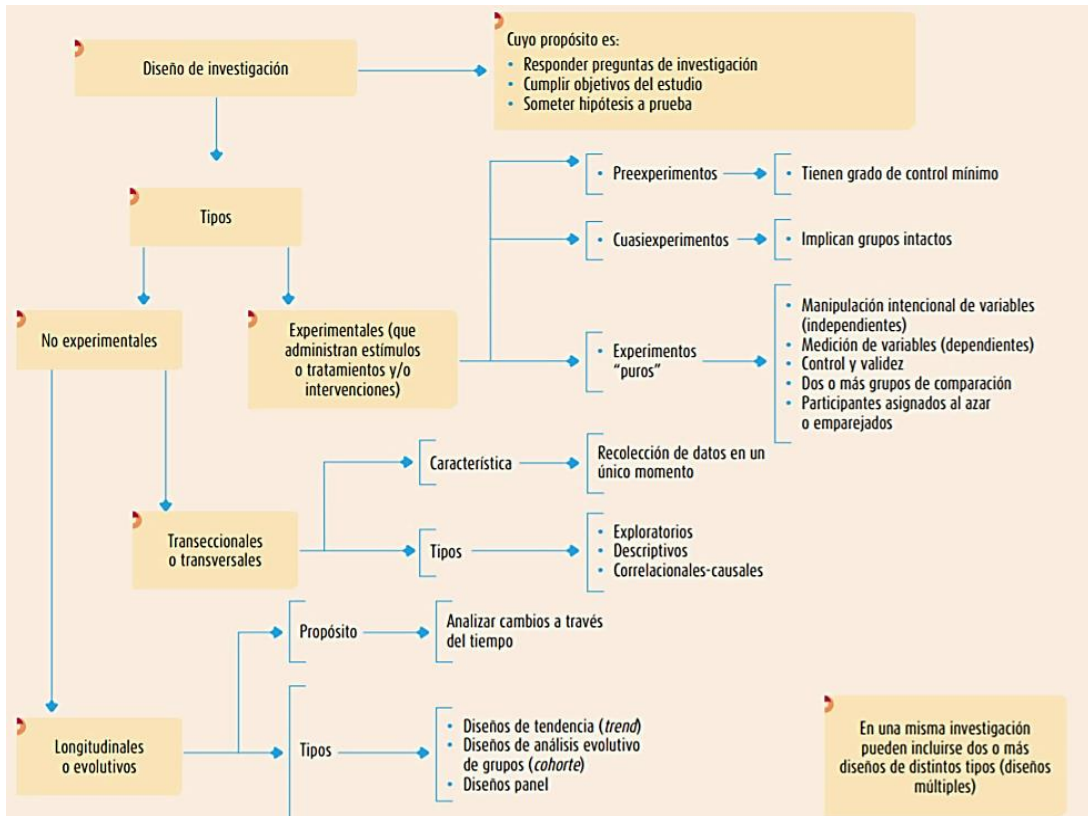 Diseño de investigación
Cuyo propósito es:
• Responder preguntas de investigación
• Cumplir objetivos del estudio
• Someter hipótesis a prueba
Tipos
• Preexperimentos
• Tienen grado de control mínimo
• Cuasiexperimentos
• Implican grupos intactos
No experimentales
Experimentales (que
administran estímulos
o tratamientos y/o
intervenciones)
• Experimentos
“puros”
• Manipulación intencional de variables
(independientes)
• Medición de variables (dependientes)
• Control y validez
• Dos o más grupos de comparación
• Participantes asignados al azar
o emparejados
Característica
Recolección de datos en un
único momento
Transeccionales
o transversales
Tipos
• Exploratorios
• Descriptivos
• Correlacionales-causales
Propósito
Analizar cambios a través
del tiempo
Longitudinales
o evolutivos
Tipos
• Diseños de tendencia (trend)
• Diseños de análisis evolutivo
de grupos (cohorte)
• Diseños panel
En una misma investigación
pueden incluirse dos o más
diseños de distintos tipos (diseños
múltiples)